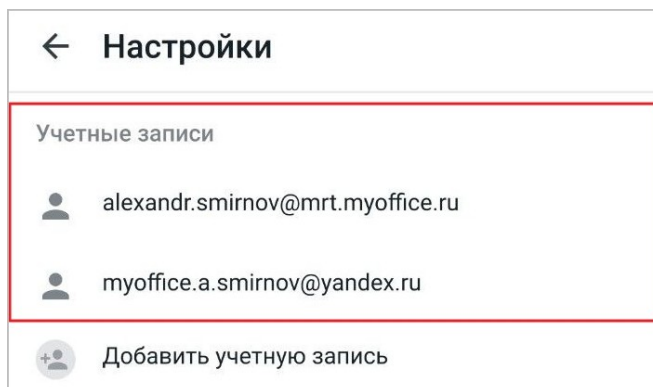 Настройки
Учетные записи
alexandr.smirnov@mrt.myoffice.ru
myoffice.a.smirnov@yandex.ru
Добавить учетную запись